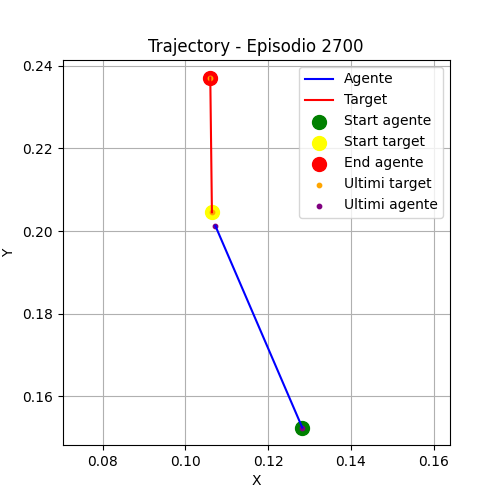 Trajectory - Episodio 2700
0.24
0.22
0.20
0.18
0.16
Y
0.08
0.10
0.12
0.14
0.16
X
Agente
Target
Start agente
Start target
End agente
Ultimi target
Ultimi agente